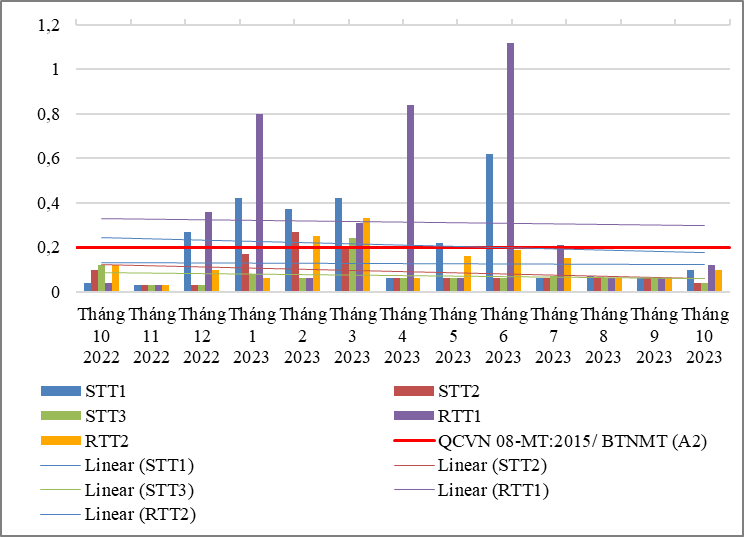 1,2
1
0,8
0,6
0,4
0,2
0
Tháng 10 2022
Tháng 11 2022
Tháng 12 2022
Tháng 1 2023
Tháng 2 2023
Tháng 3 2023
Tháng 4 2023
Tháng 5 2023
Tháng 6 2023
Tháng 7 2023
Tháng 8 2023
Tháng 9 2023
Tháng 10 2023
STT1
STT2
STT3
RTT1
RTT2
QCVN 08-MT:2015/ BTNMT (A2)
Linear (STT1)
Linear (STT2)
Linear (STT3)
Linear (RTT1)
Linear (RTT2)